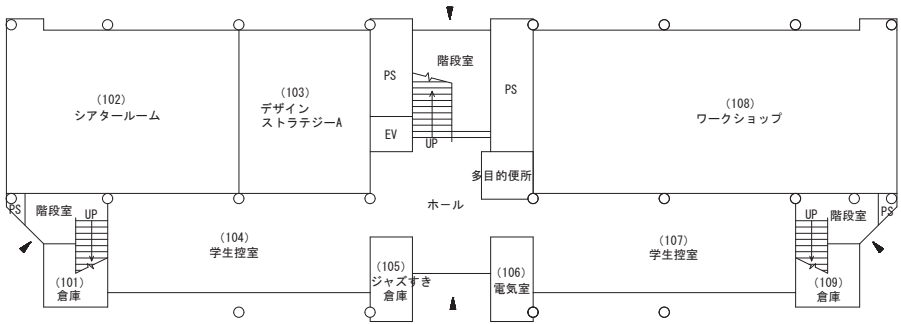 階段室
PS
PS
(102)
シアタールーム
(103)
デザイン
ストラテジーA
(108)
ワークショップ
EV
UP
多目的便所
ホール
PS
階段室
UP
(104)
学生控室
(107)
学生控室
UP
階段室
PS
(101)
倉庫
(105)
ジャズすき
倉庫
(106)
電気室
(109)
倉庫